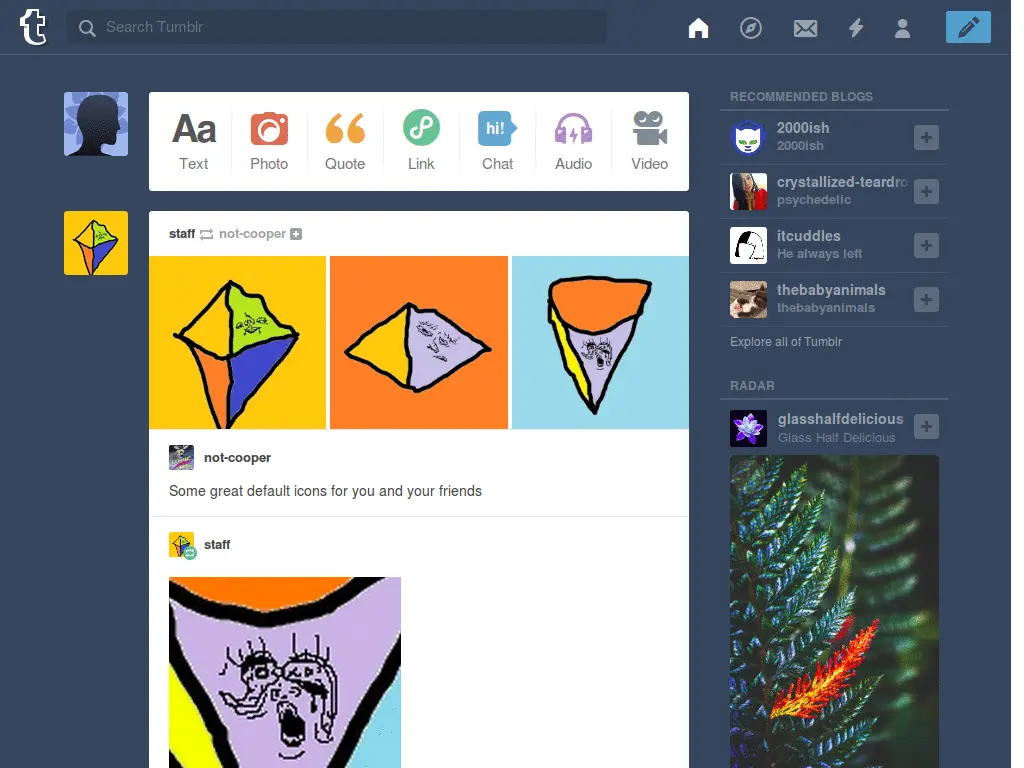 t
Search Tumblr
Aa
hi!
Text
Photo
Quote
Link
Chat
Audio
Video
staff not-cooper
not-cooper
Some great default icons for you and your friends
staff
RECOMMENDED BLOGS
2000ish
2000ish
crystallized-teardro
psychedelic
itcuddles
He always left
thebabyanimals
thebabyanimals
Explore all of Tumblr
RADAR
glasshalfdelicious
Glass Half Delicious